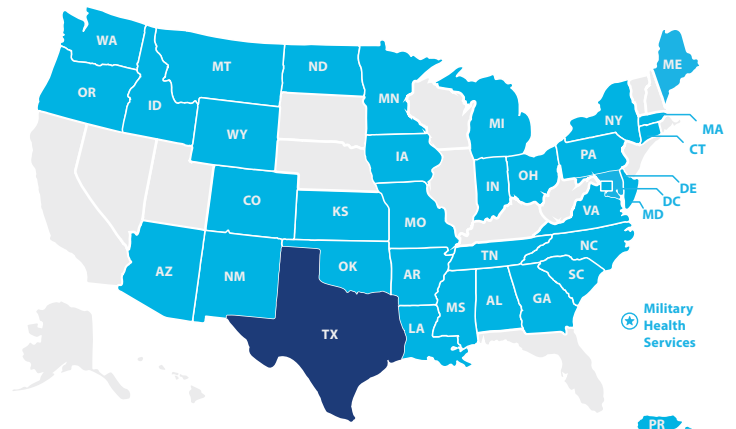 WA
MT
ND
MN
ME
OR
ID
WY
MI
NY
MA
CT
IA
PA
OH
IN
DE
DC
MD
CO
KS
MO
VA
NC
TN
SC
AZ
NM
OK
AR
MS
AL
GA
LA
TX
Military
Health
Services
PR